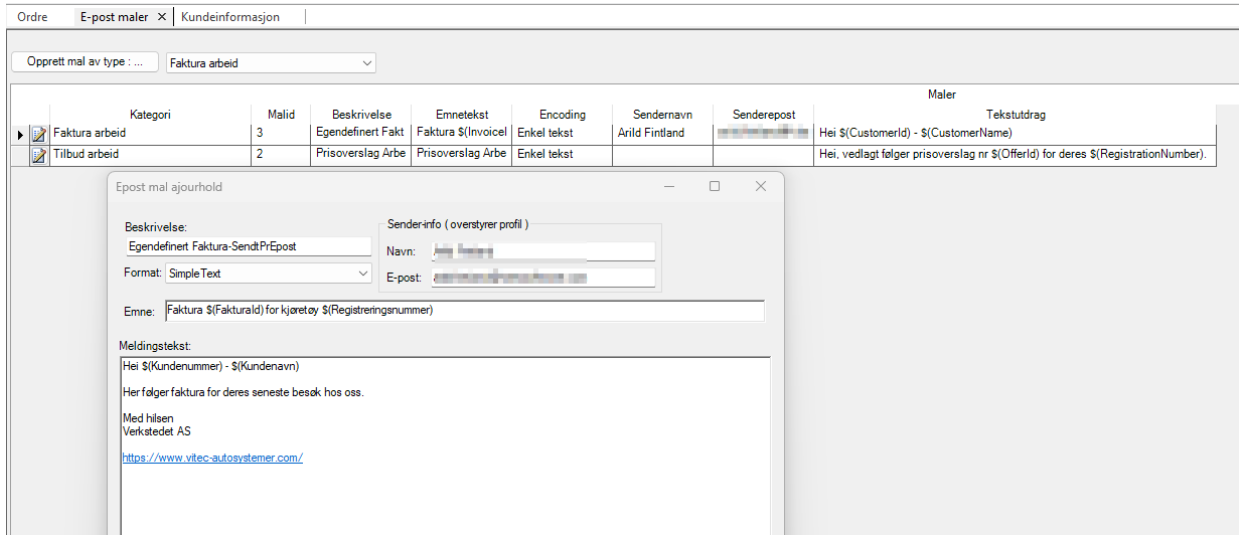 Ordre E-post maler × Kundeinformasjon
Opprett mal av type : ... Faktura arbeid
Maler
Kategori Malid Beskrivelse Emnetekst Encoding Sendernavn Senderepost Tekstutdrag
Faktura arbeid 3 Egendefinert Fakt Faktura $(Invoicel Enkel tekst Arild Fintland Hei $(CustomerId) - $(CustomerName)
Tilbud arbeid 2 Prisoverslag Arbe Prisoverslag Arbe Enkel tekst Hei, vedlagt følger prisoverslag nr $(OfferId) for deres $(RegistrationNumber).
Epost mal ajourhold
Beskrivelse: Sender-info ( overstyrer profil )
Egendefinert Faktura-SendtPrEpost
Navn:
Format: SimpleText
E-post:
Emne: Faktura $(FakturaId) for kjøretøy $(Registreringsnummer)
Meldingstekst:
Hei $(Kundenummer) - $(Kundenavn)
Her følger faktura for deres seneste besøk hos oss.
Med hilsen
Verkstedet AS
https://www.vitec-autosystemer.com/